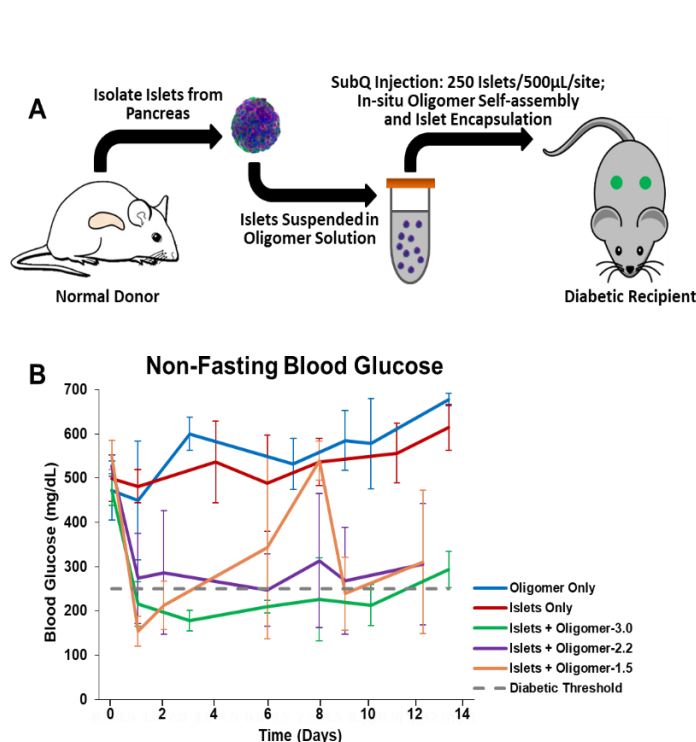 A
Isolate Islets from
Pancreas
SubQ Injection: 250 Islets/500µL/site;
In-situ Oligomer Self-assembly
and Islet Encapsulation
Islets Suspended in
Oligomer Solution
Normal Donor
Diabetic Recipient
B
Non-Fasting Blood Glucose
Blood Glucose (mg/dL)
700
600
500
400
300
200
100
0
0 2 4 6 8 10 12 14
Time (Days)
Oligomer Only
Islets Only
Islets + Oligomer-3.0
Islets + Oligomer-2.2
Islets + Oligomer-1.5
Diabetic Threshold